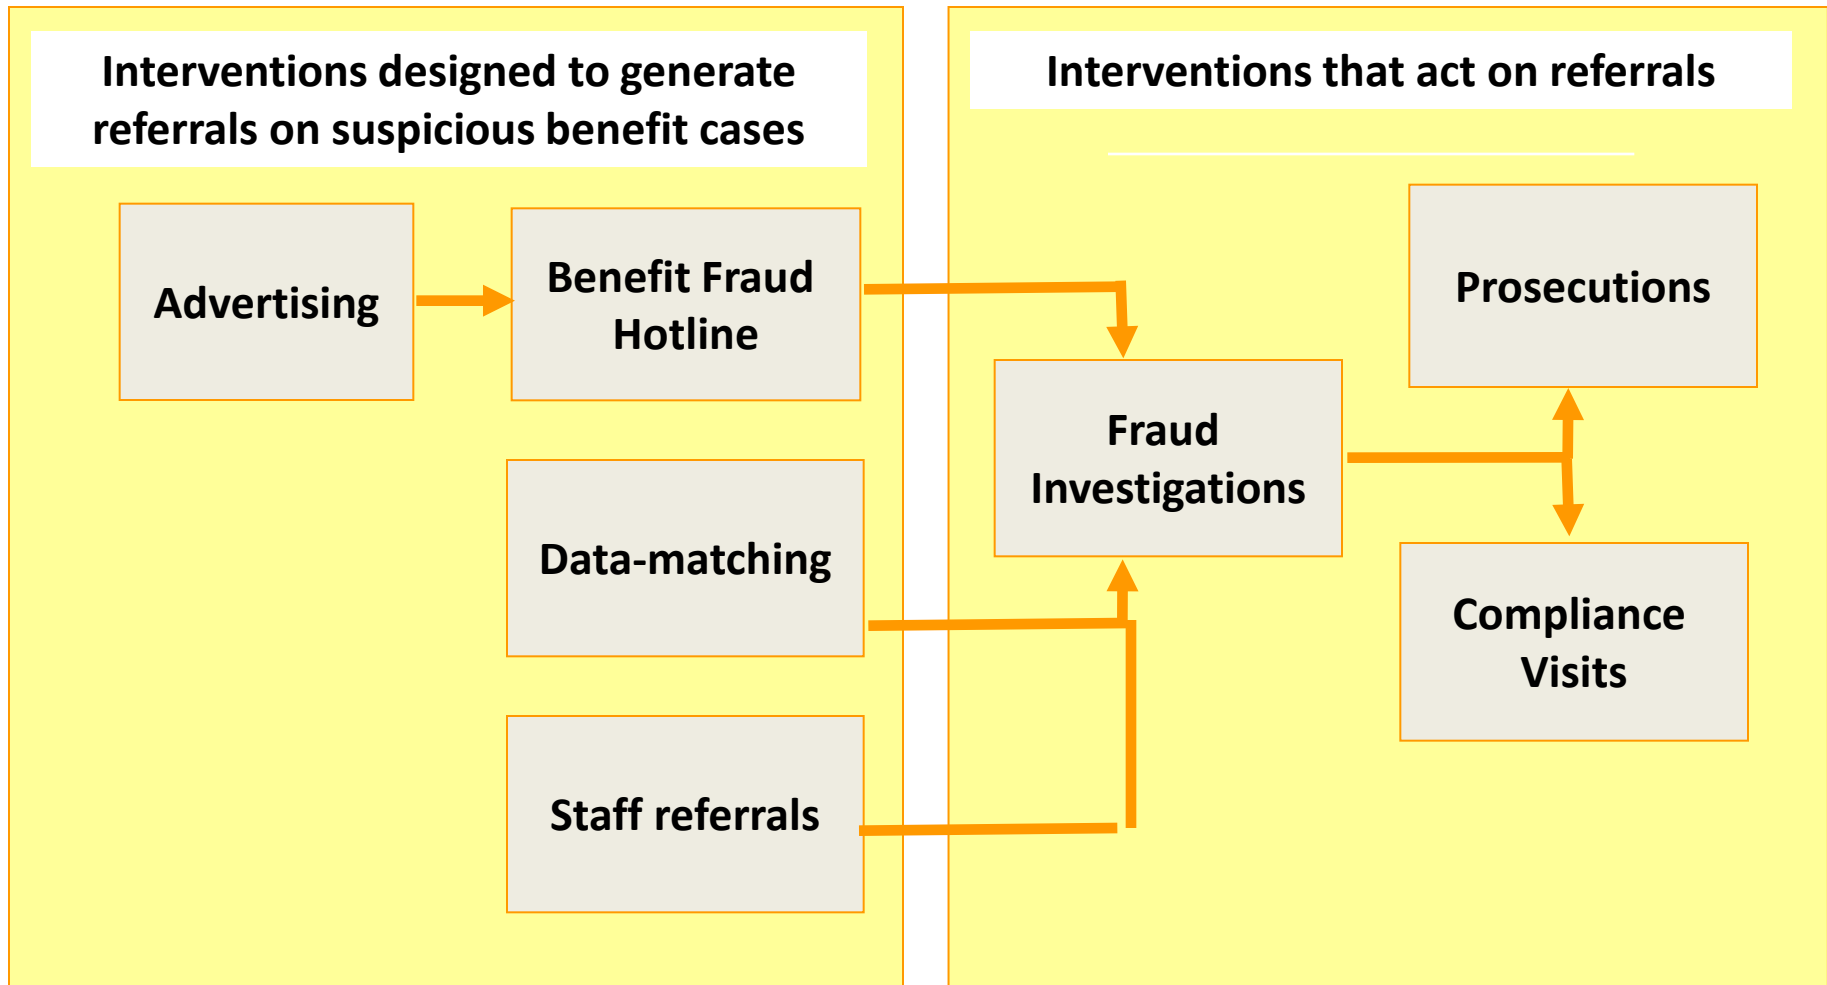 Interventions designed to generate
referrals on suspicious benefit cases
Advertising
Benefit Fraud
Hotline
Data-matching
Staff referrals
Interventions that act on referrals
Fraud
Investigations
Prosecutions
Compliance
Visits